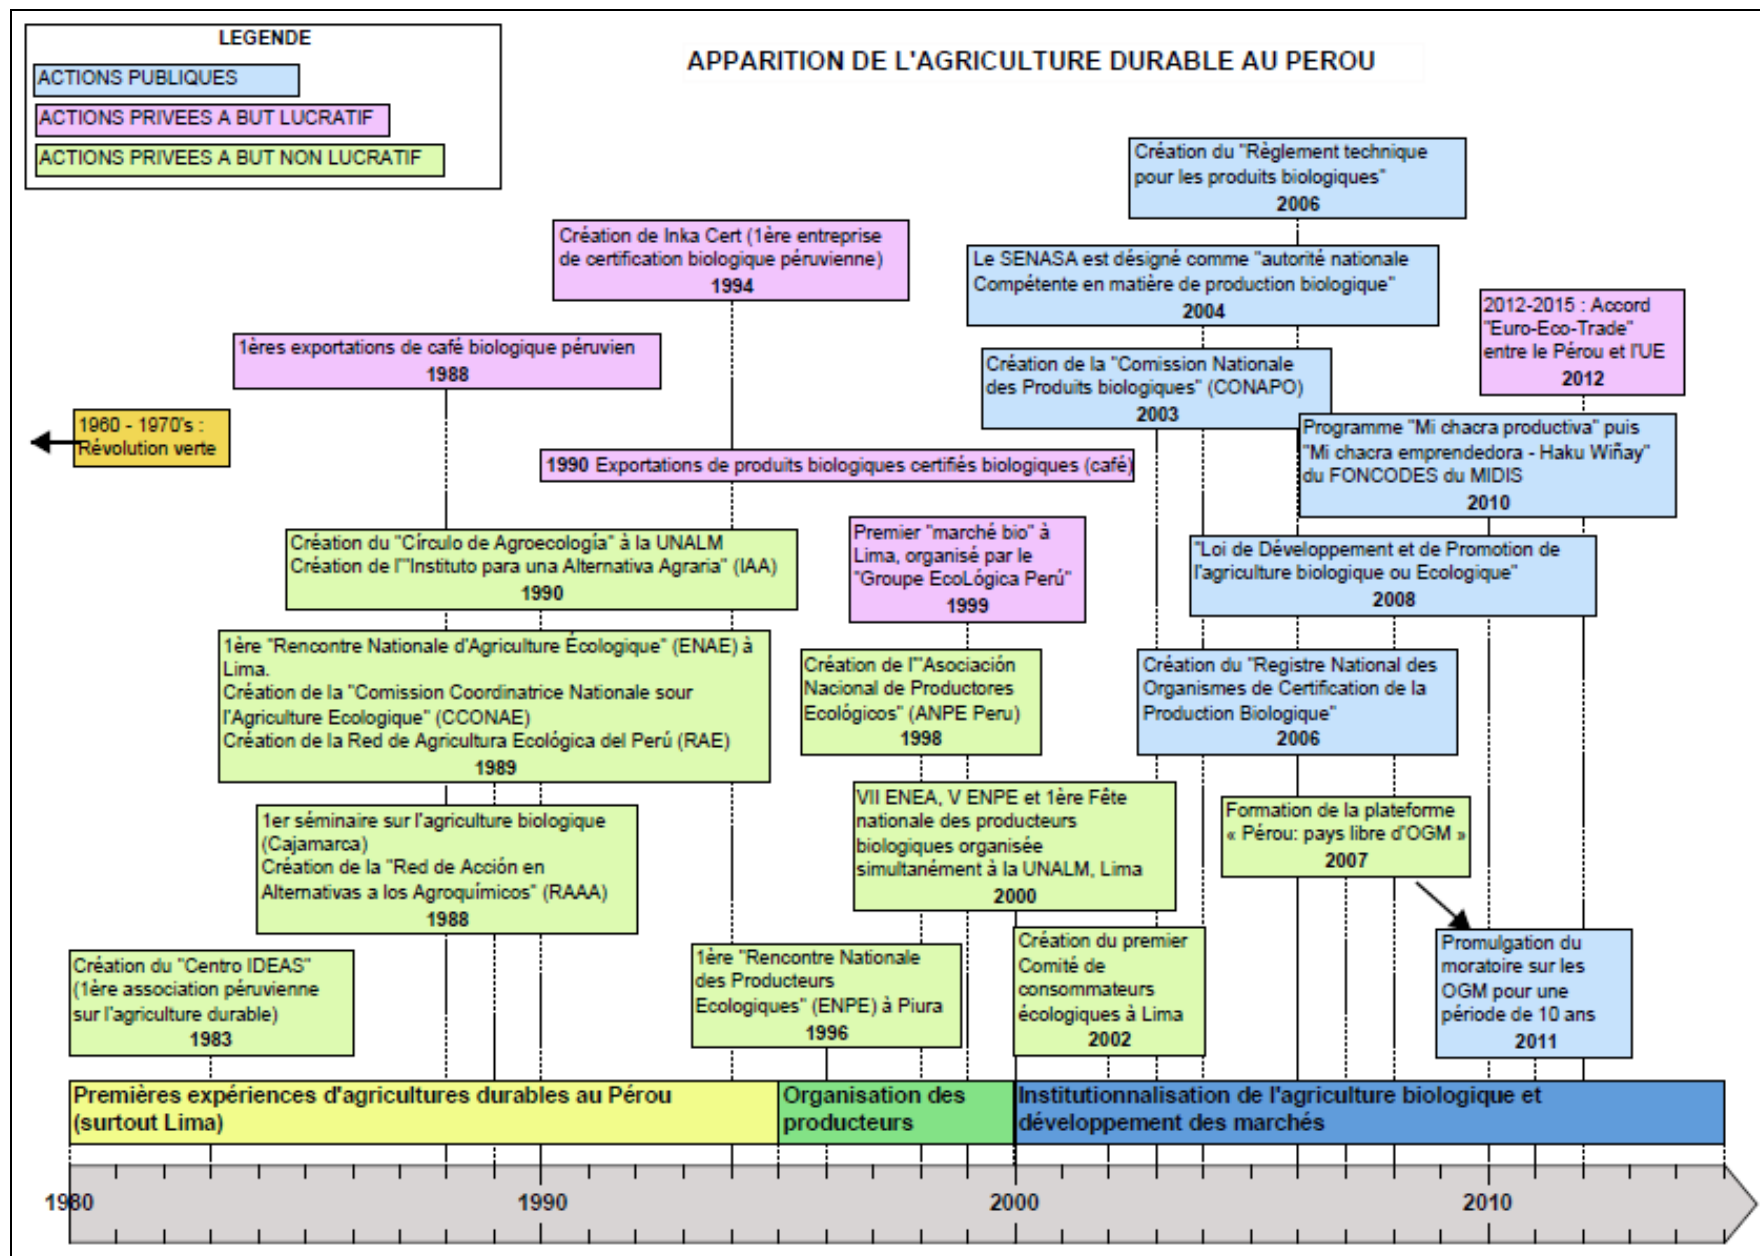 LEGENDE
ACTIONS PUBLIQUES
ACTIONS PRIVEES A BUT LUCRATIF
ACTIONS PRIVEES A BUT NON LUCRATIF
APPARITION DE L'AGRICULTURE DURABLE AU PEROU
Création du "Règlement technique
pour les produits biologiques"
2006
Création de Inka Cert (1ère entreprise
de certification biologique péruvienne)
1994
Le SENASA est désigné comme "autorité nationale
Compétente en matière de production biologique"
2004
2012-2015 : Accord
"Euro-Eco-Trade"
entre le Pérou et l'UE
2012
1ères exportations de café biologique péruvien
1988
Création de la "Comission Nationale
des Produits biologiques" (CONAPO)
2003
1960 - 1970's :
Révolution verte
Programme "Mi chacra productiva" puis
"Mi chacra emprendedora - Haku Wiñay"
du FONCODES du MIDIS
2010
1990 Exportations de produits biologiques certifiés biologiques (café)
Création du "Círculo de Agroecología" à la UNALM
Création de l'"Instituto para una Alternativa Agraria" (IAA)
1990
Premier "marché bio" à
Lima, organisé par le
"Groupe EcoLógica Perú"
1999
"Loi de Développement et de Promotion de
l'agriculture biologique ou Ecologique"
2008
1ère "Rencontre Nationale d'Agriculture Écologique" (ENAE) à
Lima.
Création de la "Comission Coordinatrice Nationale sour
l'Agriculture Ecologique" (CCONAE)
Création de la Red de Agricultura Ecológica del Perú (RAE)
1989
Création de l'"Asociación
Nacional de Productores
Ecológicos" (ANPE Peru)
1998
Création du "Registre National des
Organismes de Certification de la
Production Biologique"
2006
1er séminaire sur l'agriculture biologique
(Cajamarca)
Création de la "Red de Acción en
Alternativas a los Agroquímicos" (RAAA)
1988
VII ENEA, V ENPE et 1ère Fête
nationale des producteurs
biologiques organisée
simultanément à la UNALM, Lima
2000
Formation de la plateforme
« Pérou: pays libre d'OGM »
2007
Création du "Centro IDEAS"
(1ère association péruvienne
sur l'agriculture durable)
1983
1ère "Rencontre Nationale
des Producteurs
Ecologiques" (ENPE) à Piura
1996
Création du premier
Comité de
consommateurs
écologiques à Lima
2002
Promulgation du
moratoire sur les
OGM pour une
période de 10 ans
2011
Premières expériences d'agricultures durables au Pérou
(surtout Lima)
Organisation des
producteurs
Institutionnalisation de l'agriculture biologique et
développement des marchés
1980
1990
2000
2010